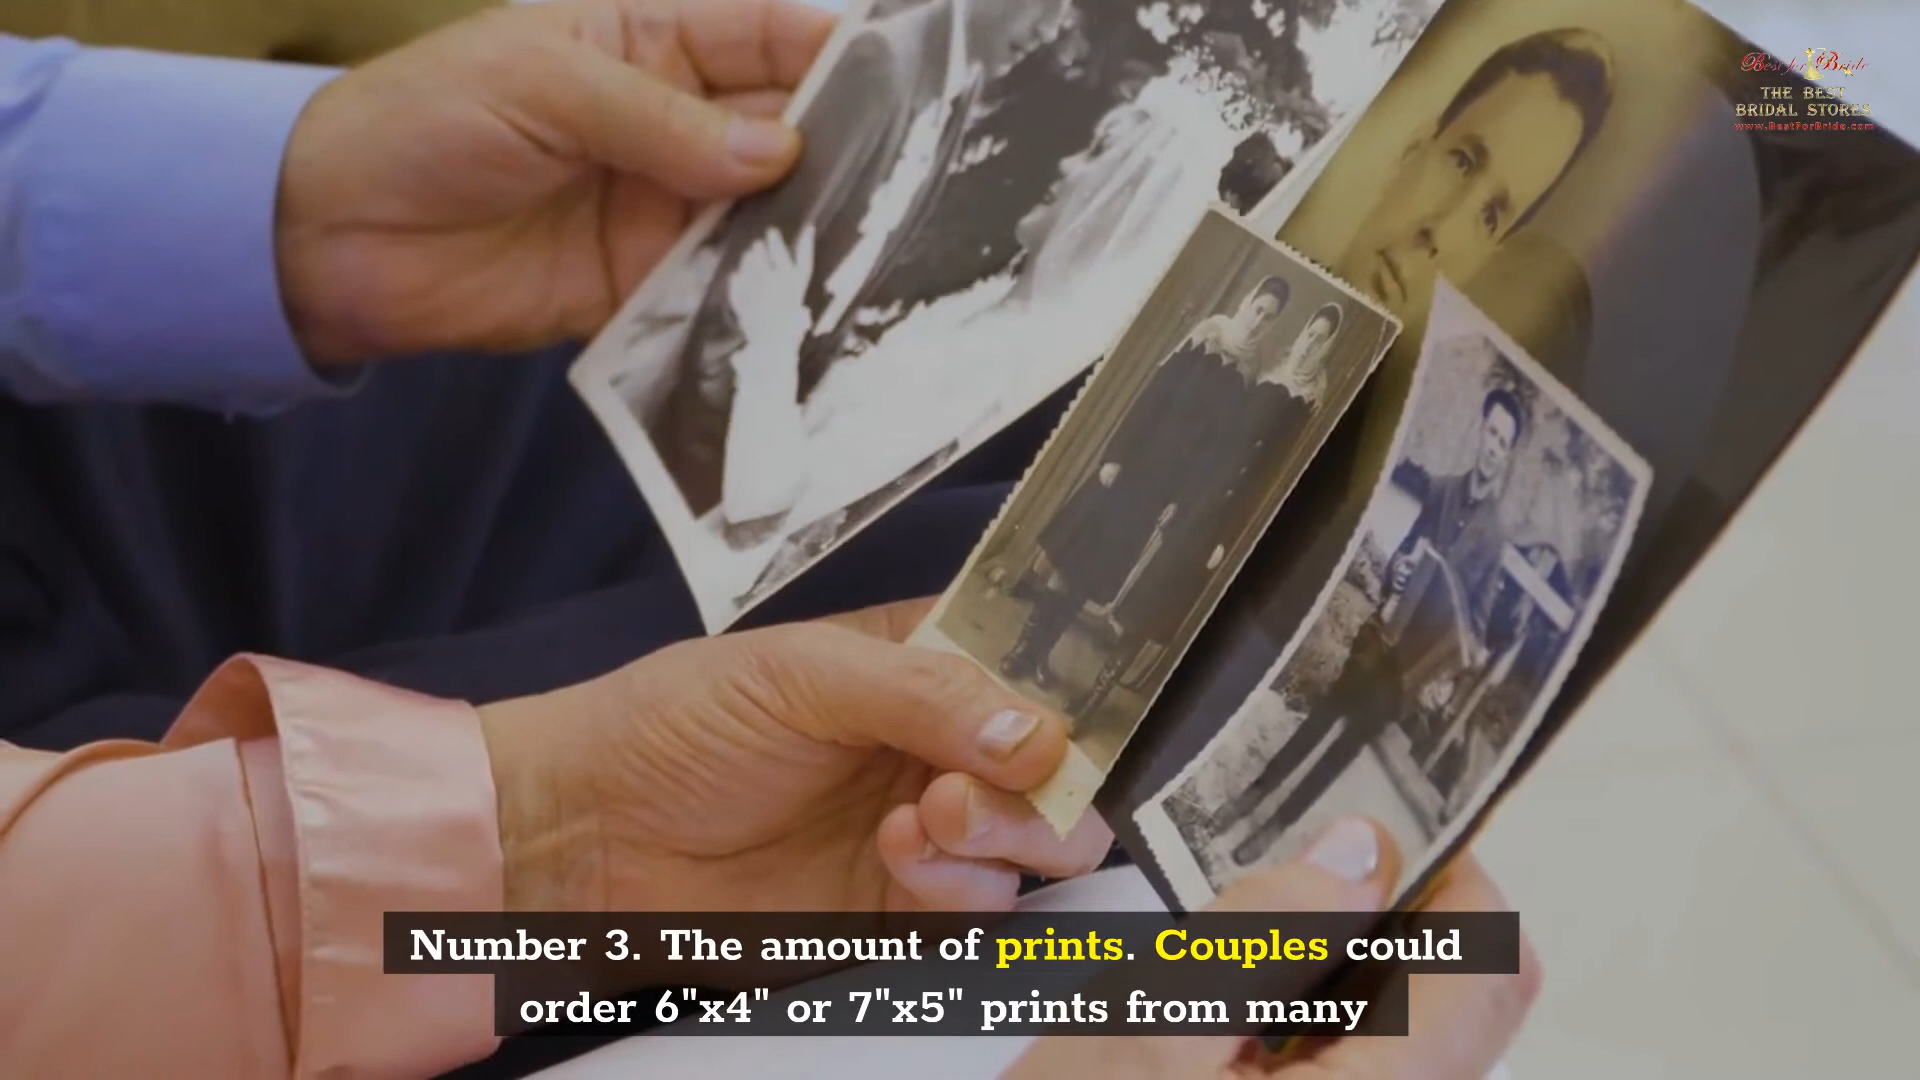 Best for Bride
THE BEST
BRIDAL STORES
www.BestForBride.com
Number 3. The amount of prints. Couples could
order 6"x4" or 7"x5" prints from many